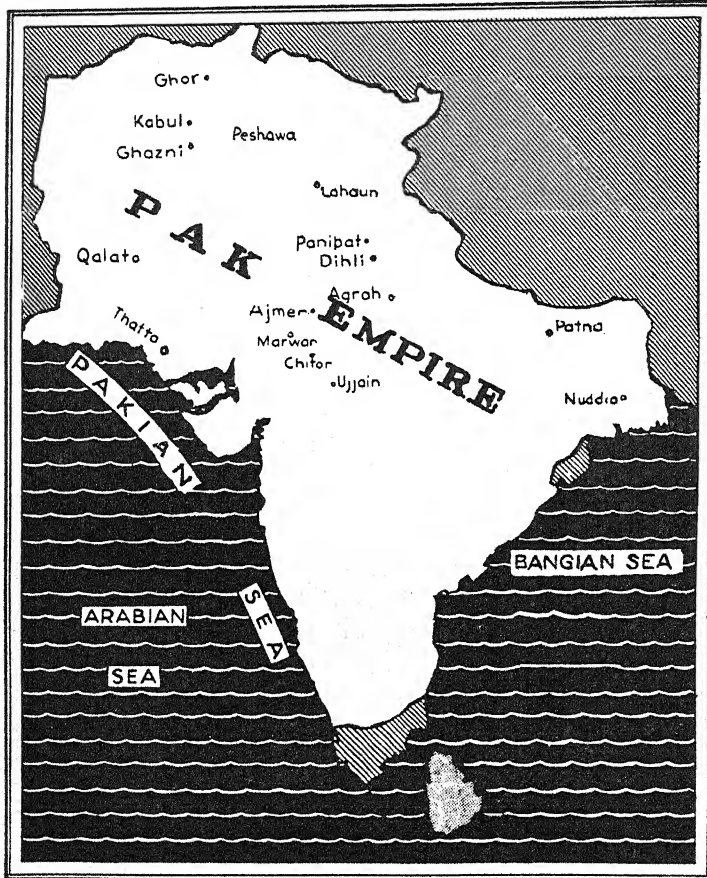 Ghor
Kabul
Peshawa
Ghazni
Lahaun
PAK EMPIRE
Panipat
Dihli
Qalat
Agrah
Ajmer
Thatta
Marwar
Patna
Chitor
Ujjain
Nuddia
PAKIAN SEA
BANGIAN SEA
ARABIAN
SEA